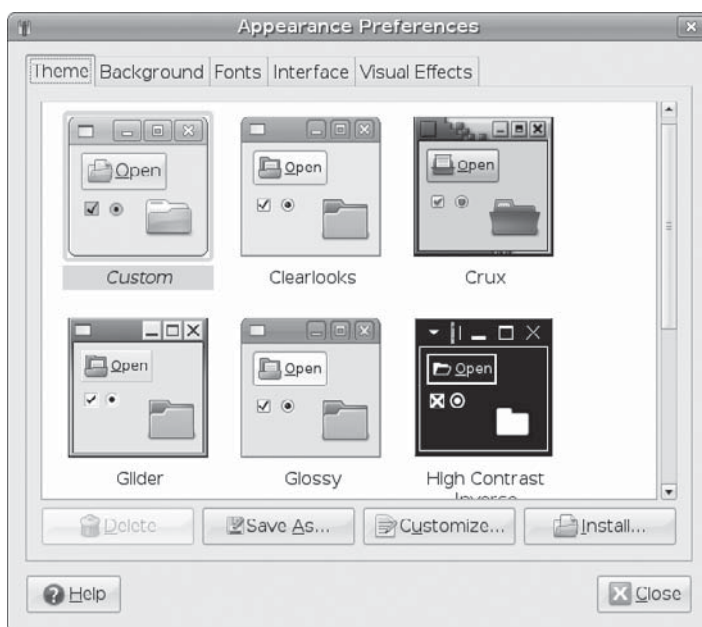 Appearance Preferences
Theme Background Fonts Interface Visual Effects
Open Open Open
Custom Clearlooks Crux
Open Open Open
Glider Glossy High Contrast
Inverse
Delete Save As... Customize... Install...
Help Close